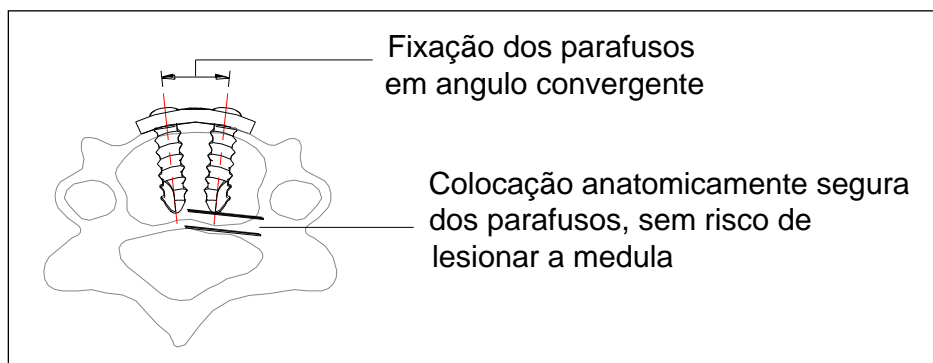 Fixação dos parafusos
em angulo convergente
Colocação anatomicamente segura
dos parafusos, sem risco de
lesionar a medula